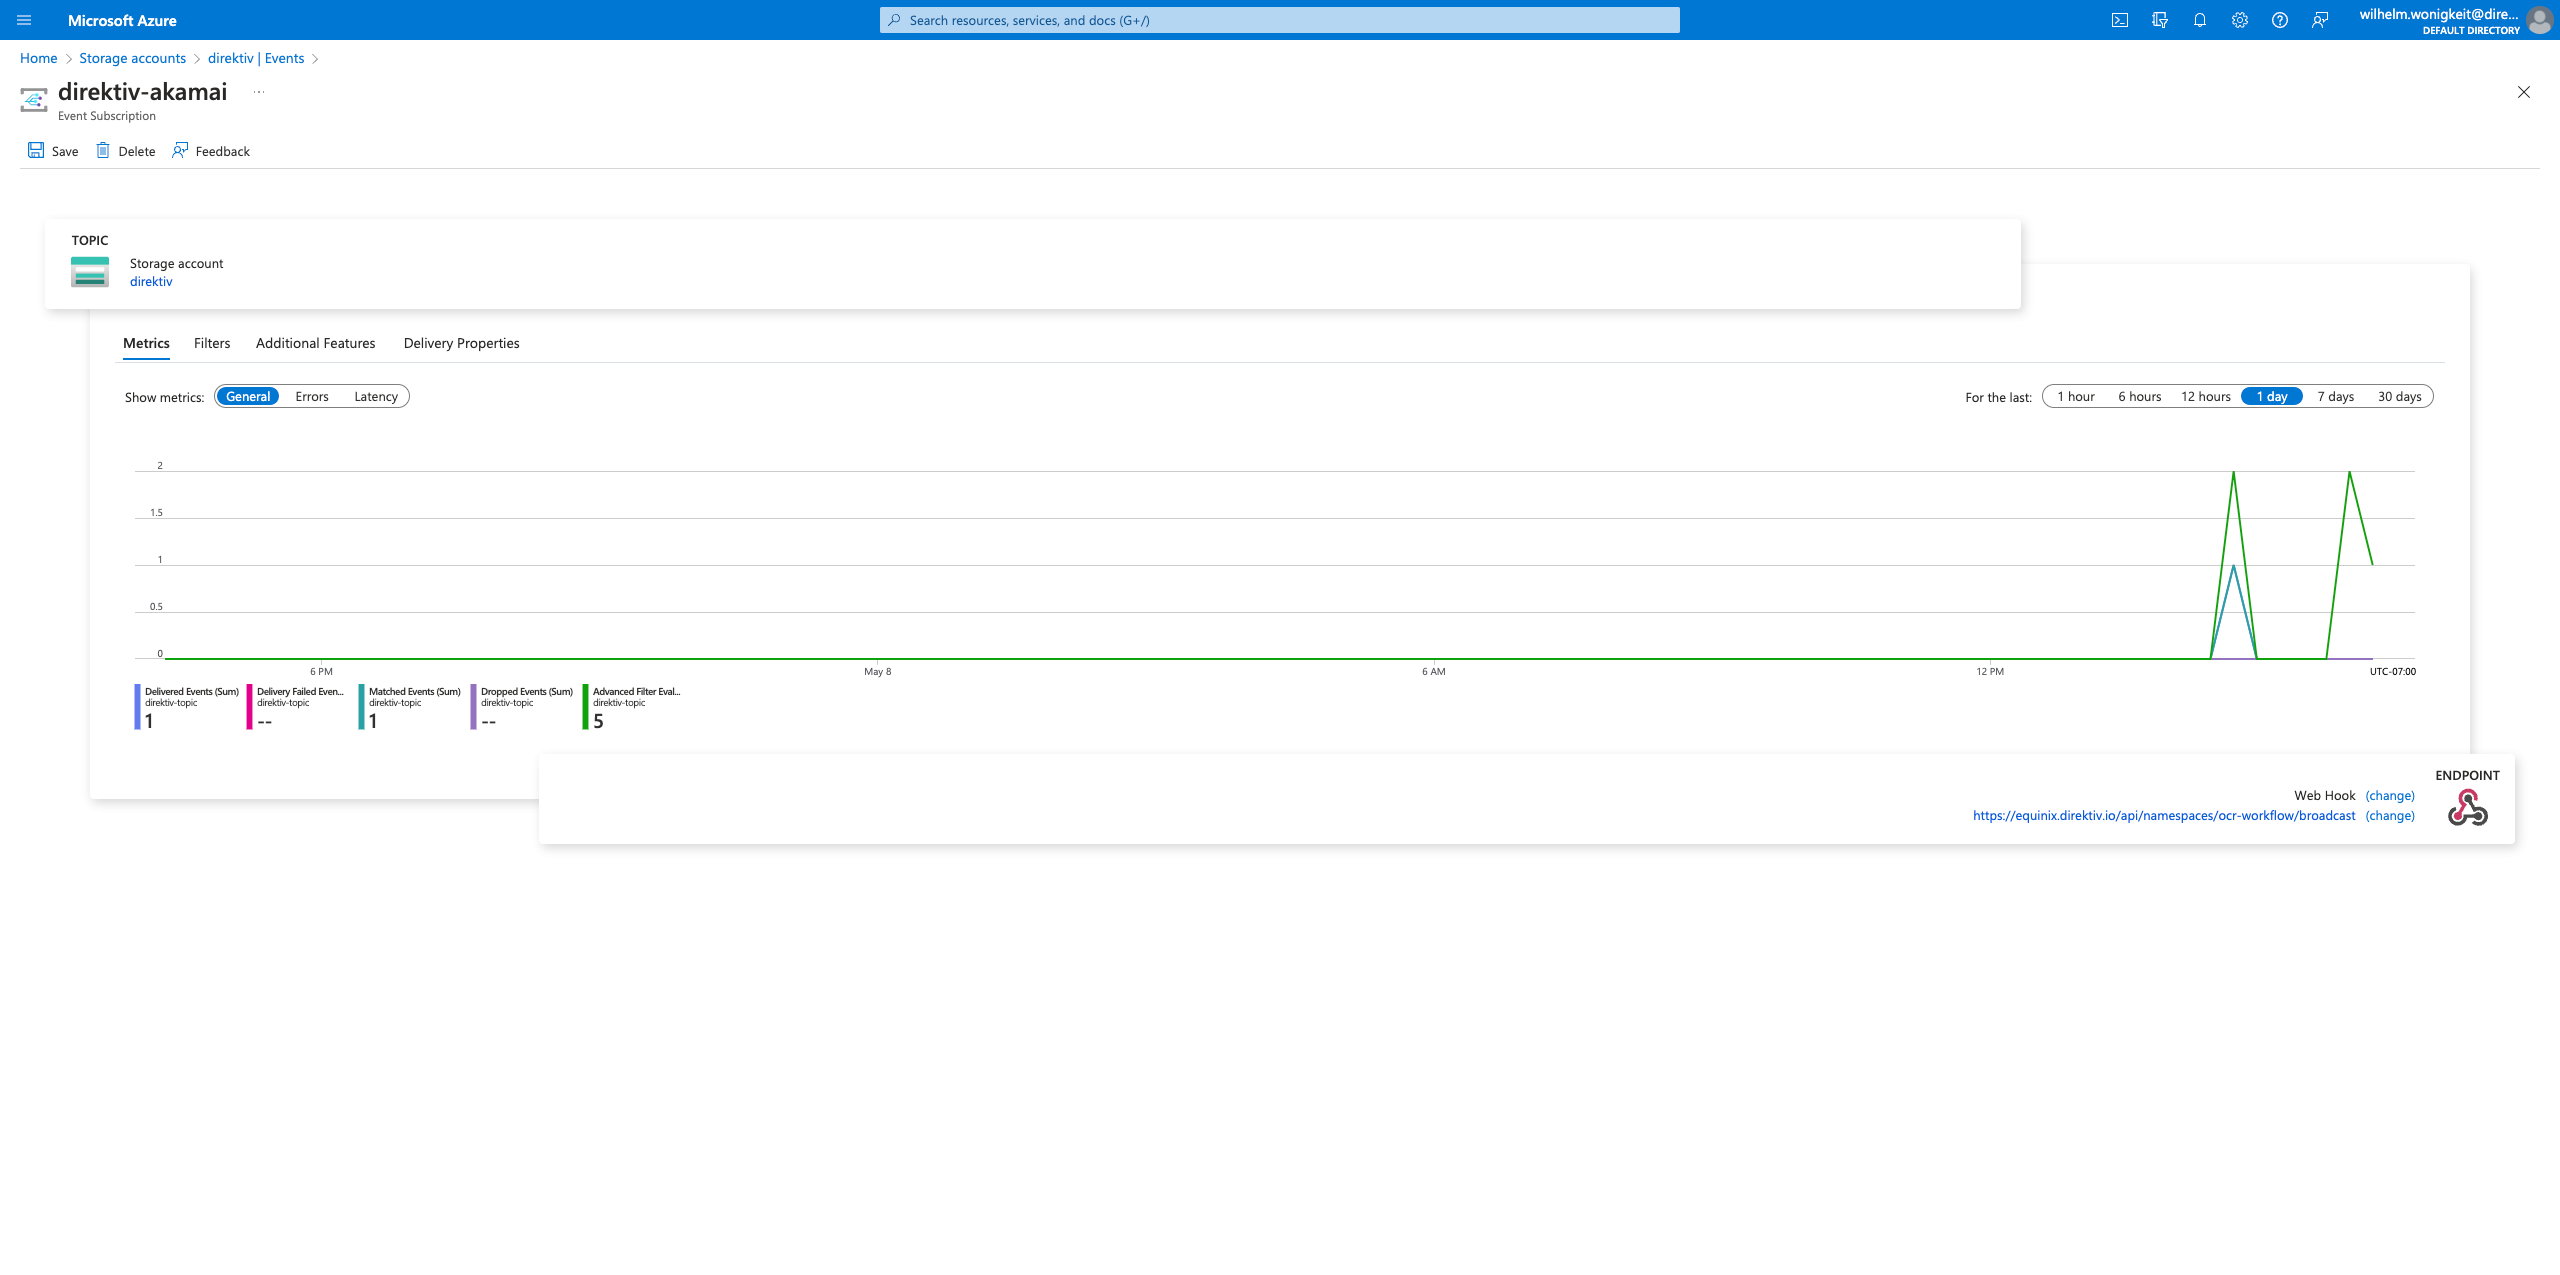 Microsoft Azure
Search resources, services, and docs (G+/)
wilhelm.wonigkeit@dire...
DEFAULT DIRECTORY
Home > Storage accounts > direktiv | Events >
direktiv-akamai ...
Event Subscription
Save Delete Feedback
TOPIC
Storage account
direktiv
Metrics Filters Additional Features Delivery Properties
Show metrics: General Errors Latency
For the last: 1 hour 6 hours 12 hours 1 day 7 days 30 days
2
1.5
1
0.5
0
6 PM May 8 6 AM 12 PM UTC-07:00
Delivered Events (Sum) Delivery Failed Even... Matched Events (Sum) Dropped Events (Sum) Advanced Filter Eval...
direktiv-topic direktiv-topic direktiv-topic direktiv-topic direktiv-topic
1 -- 1 -- 5
ENDPOINT
Web Hook (change)
https://equinix.direktiv.io/api/namespaces/ocr-workflow/broadcast (change)